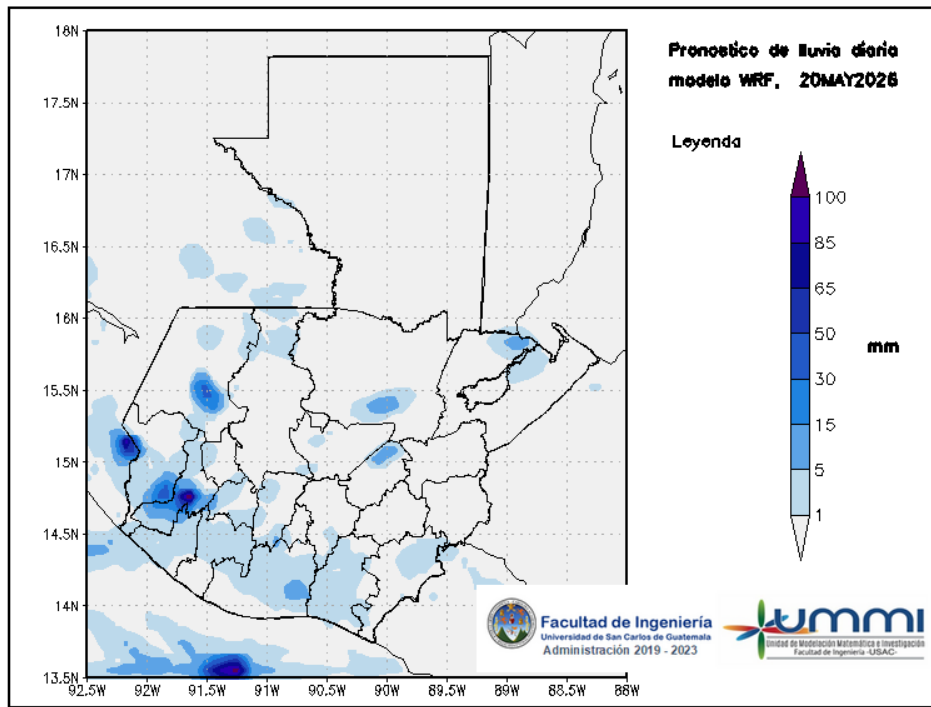 18N
17.5N
17N
16.5N
16N
15.5N
15N
14.5N
14N
13.5N
92.5W
92W
91.5W
91W
90.5W
90W
89.5W
89W
88.5W
88W
Pronostico de lluvia diaria
modelo WRF, 20MAY2026
Leyenda
100
85
65
50
30
15
5
1
mm
Facultad de Ingeniería
Universidad de San Carlos de Guatemala
Administración 2019 - 2023
UMMI
Unidad de Modelación Matemática e Investigación
Facultad de Ingeniería -USAC-